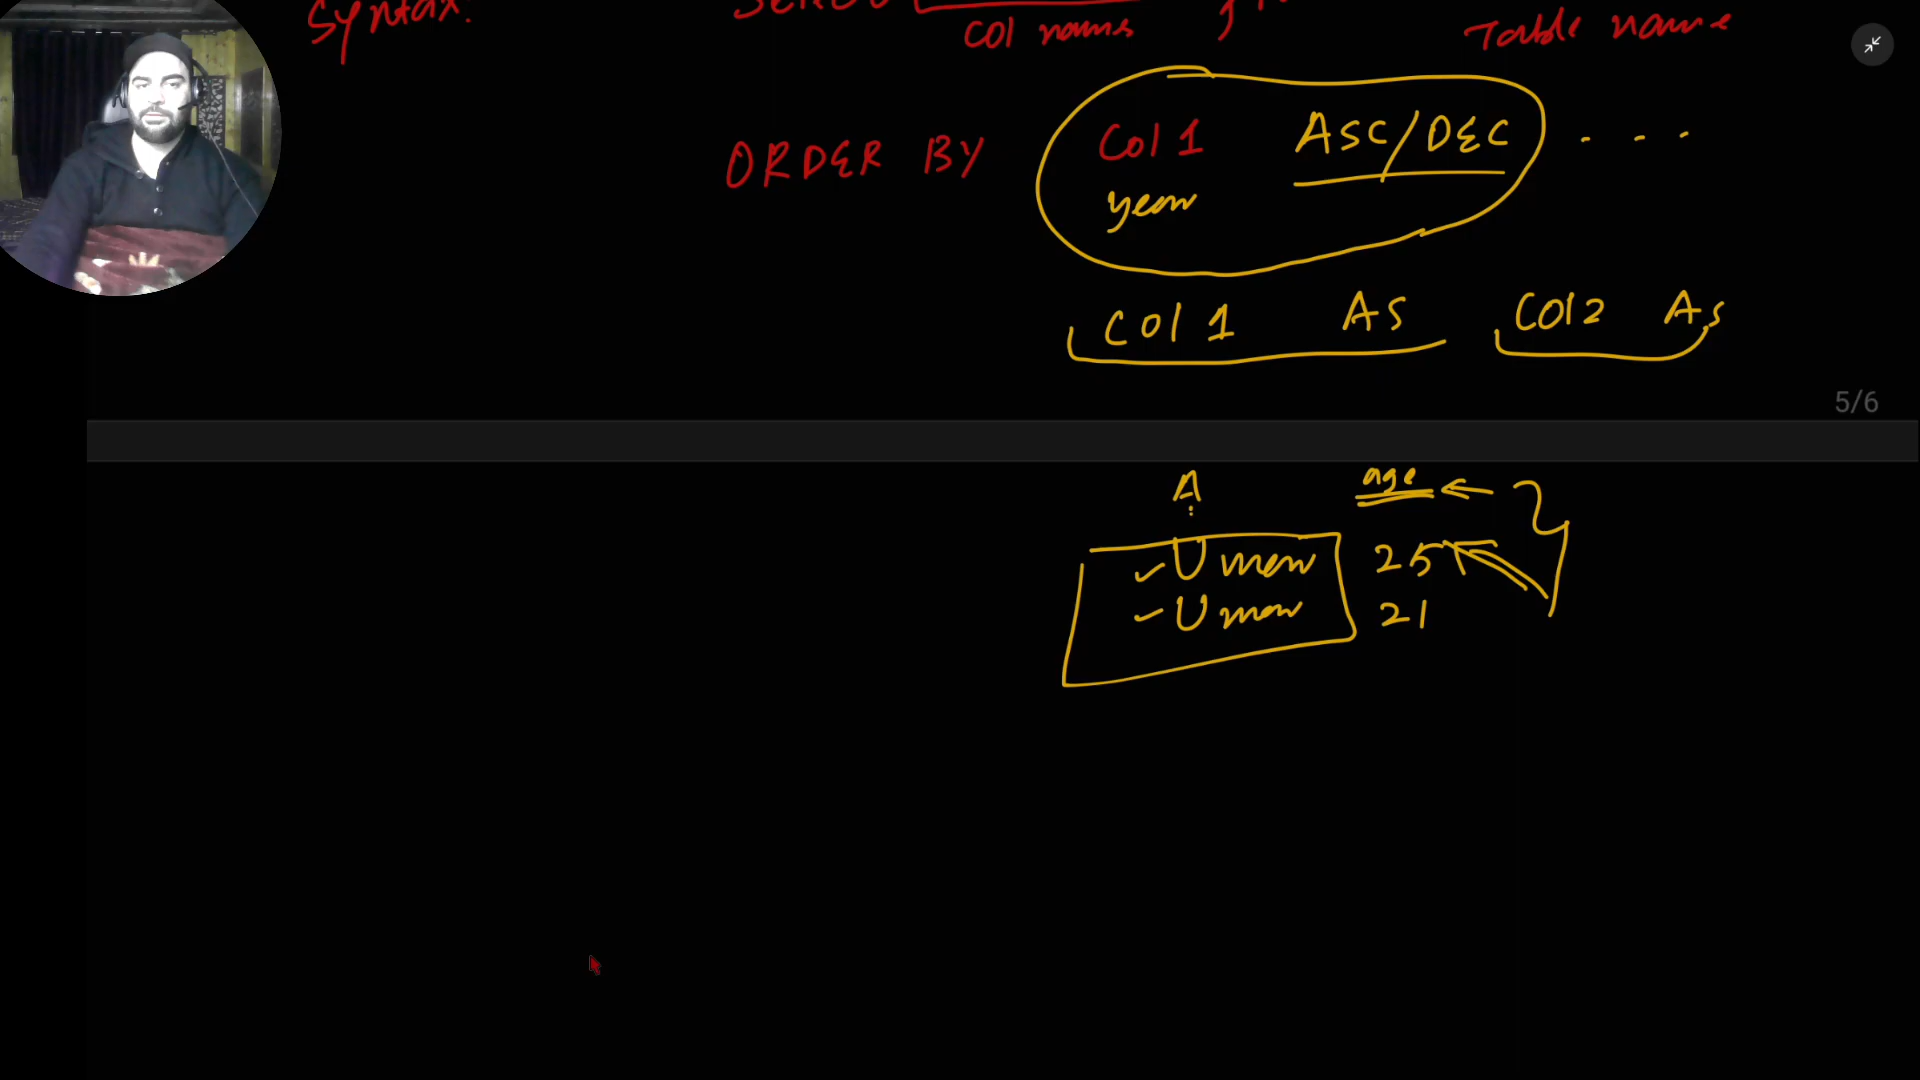 Syntax:
Col names
Table name
ORDER BY Col 1 ASC/DEC . . .
year
Col 1 AS Col2 As
5/6
A age
Umar 25
Umar 21